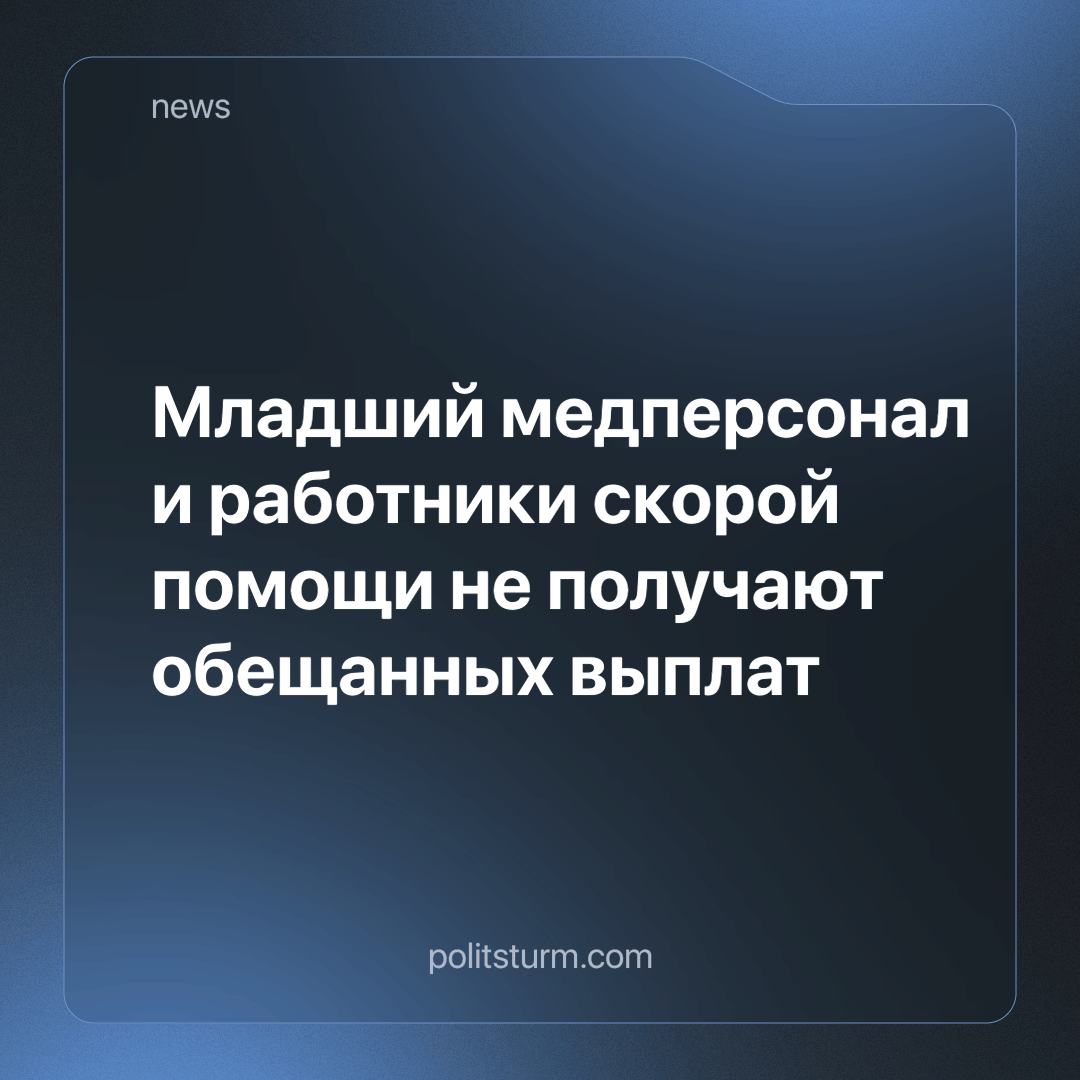 news
Младший медперсонал
и работники скорой
помощи не получают
обещанных выплат
politsturm.com